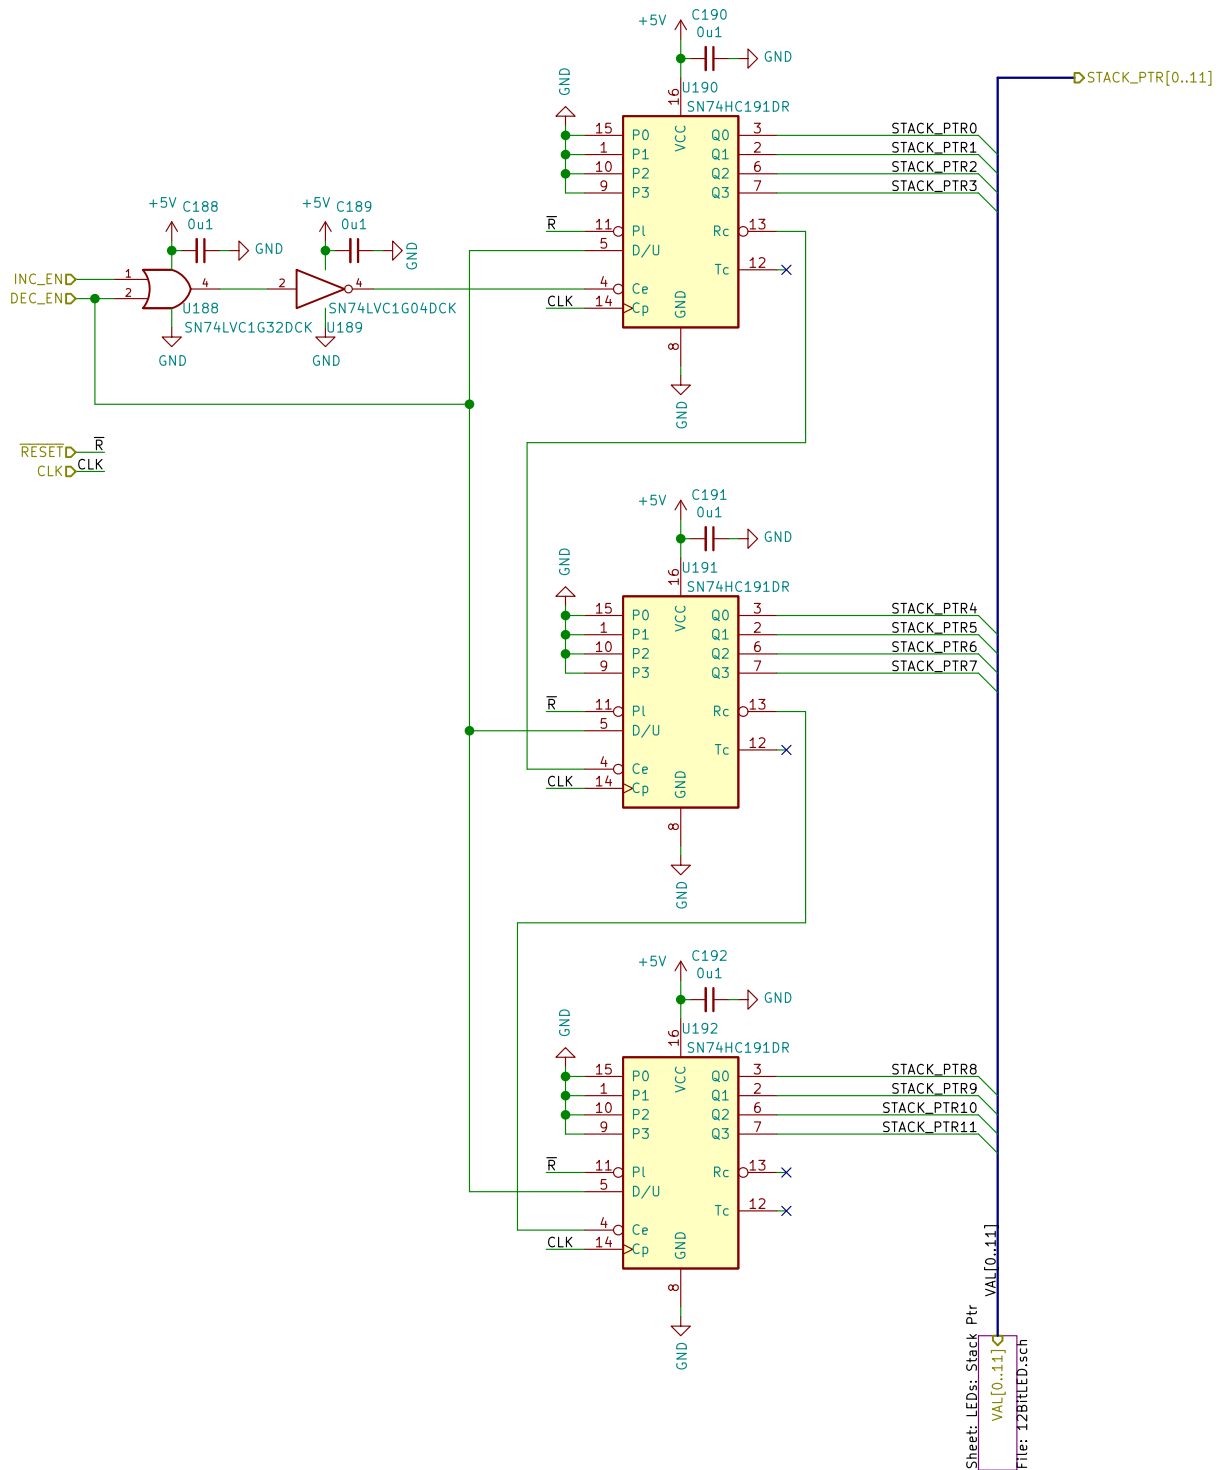 +5V
C190
0u1
GND
GND
U190
SN74HC191DR
16
VCC
15 P0 Q0 3 STACK_PTR0
1 P1 Q1 2 STACK_PTR1
10 P2 Q2 6 STACK_PTR2
9 P3 Q3 7 STACK_PTR3
R 11 Pl Rc 13
5 D/U
Tc 12
4 Ce
CLK 14 Cp
GND
8
GND
STACK_PTR[0..11]
+5V
C188
0u1
GND
INC_EN 1
DEC_EN 2
4
U188
SN74LVC1G32DCK
GND
+5V
C189
0u1
GND
2
4
SN74LVC1G04DCK
U189
GND
RESET R
CLK CLK
+5V
C191
0u1
GND
GND
U191
SN74HC191DR
16
VCC
15 P0 Q0 3 STACK_PTR4
1 P1 Q1 2 STACK_PTR5
10 P2 Q2 6 STACK_PTR6
9 P3 Q3 7 STACK_PTR7
R 11 Pl Rc 13
5 D/U
Tc 12
4 Ce
CLK 14 Cp
GND
8
GND
+5V
C192
0u1
GND
GND
U192
SN74HC191DR
16
VCC
15 P0 Q0 3 STACK_PTR8
1 P1 Q1 2 STACK_PTR9
10 P2 Q2 6 STACK_PTR10
9 P3 Q3 7 STACK_PTR11
R 11 Pl Rc 13
5 D/U
Tc 12
4 Ce
CLK 14 Cp
GND
8
GND
VAL[0..11]
Sheet: LEDs: Stack Ptr
VAL[0..11]
File: 12BitLED.sch